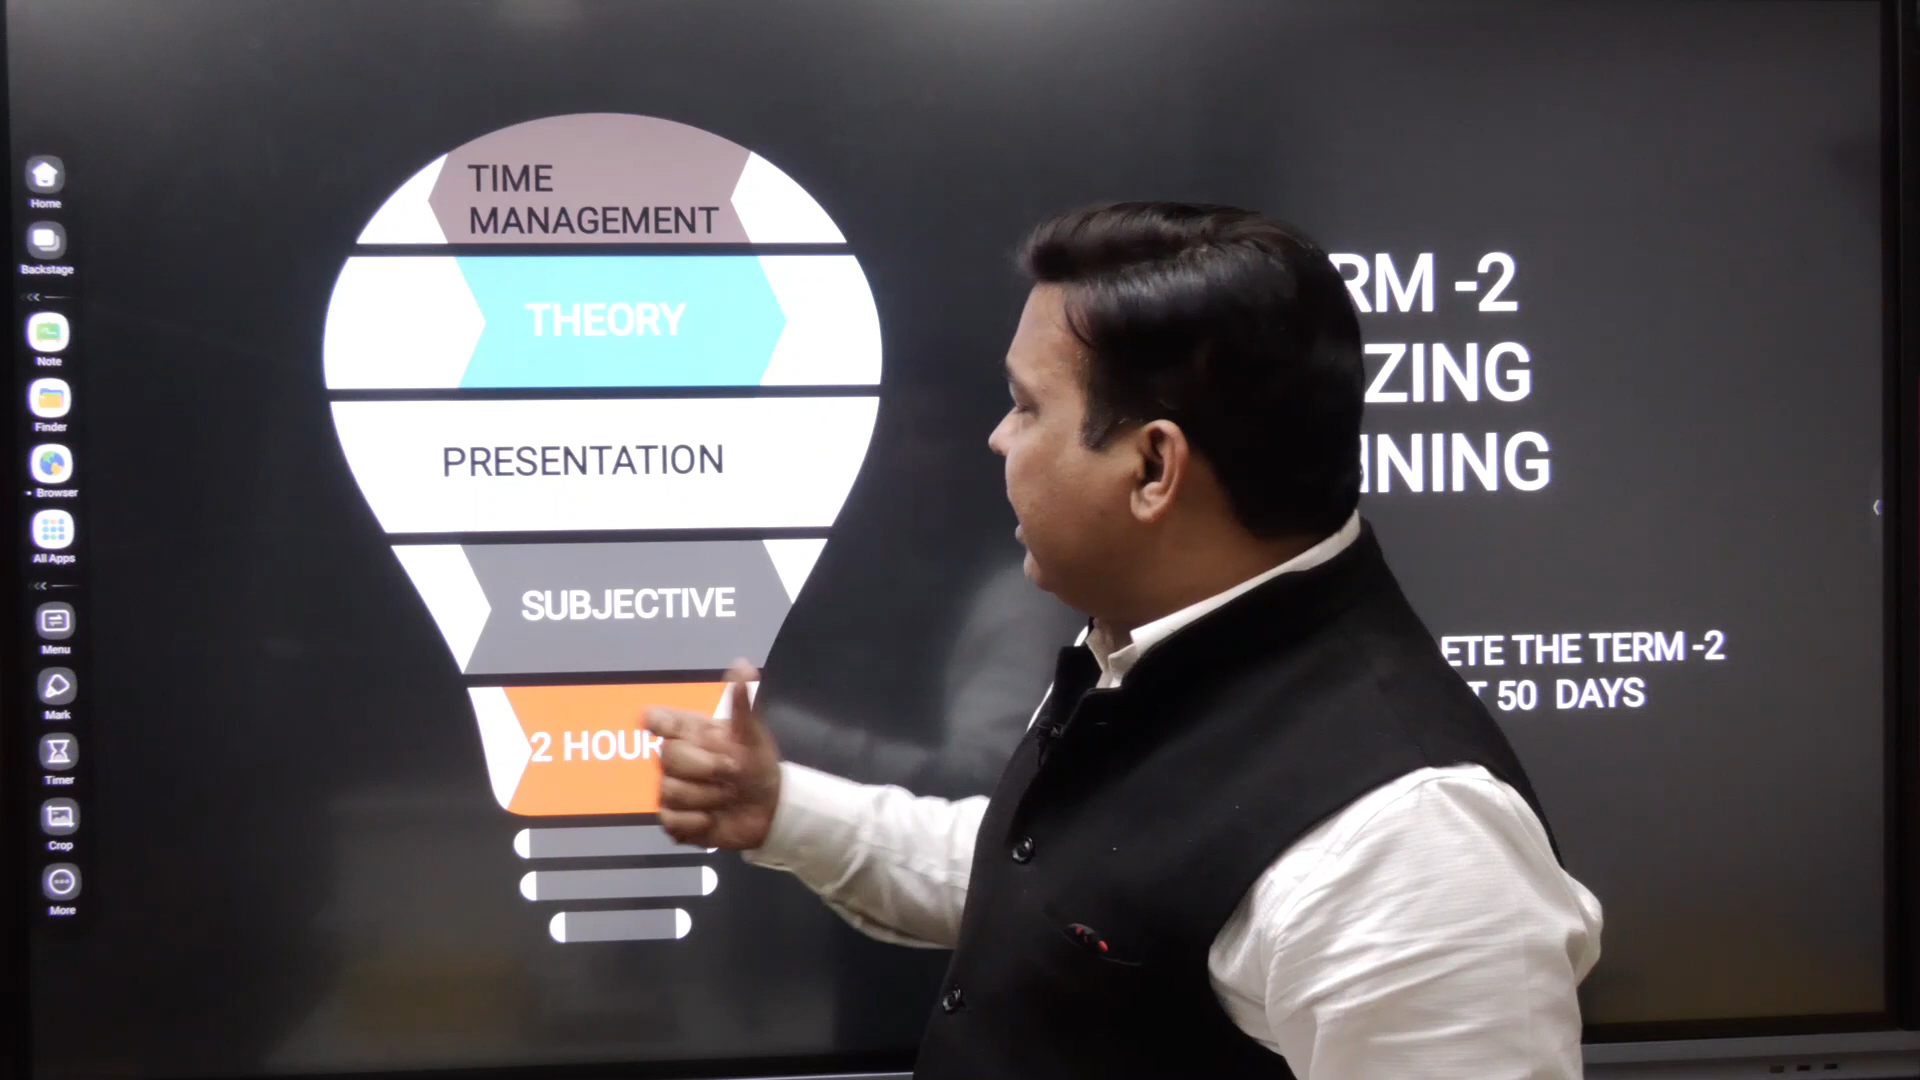 Home
Backstage
Note
Finder
Browser
All Apps
Menu
Mark
Timer
Crop
More
TIME
MANAGEMENT
THEORY
PRESENTATION
SUBJECTIVE
2 HOUR
RM -2
ZING
NING
ETE THE TERM -2
T 50 DAYS